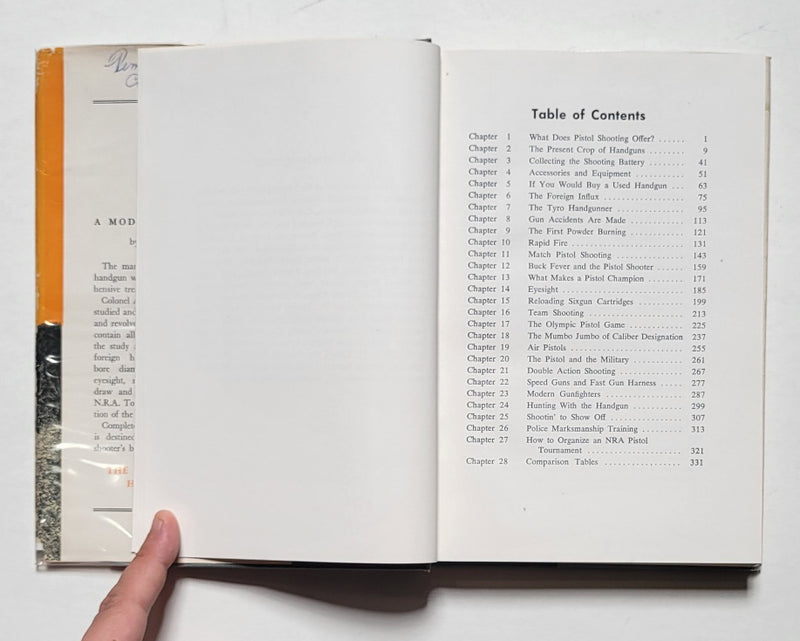 A MOD
by
The mar
handgun w
hensive tre
Colonel
studied and
and revolve
contain all
the study
foreign h
bore diam
eyesight,
draw and
N.R.A. To
tion of the
Complet
is destined
shooter's b
THE
H
Table of Contents
Chapter 1 What Does Pistol Shooting Offer? ...... 1
Chapter 2 The Present Crop of Handguns ........ 9
Chapter 3 Collecting the Shooting Battery ........ 41
Chapter 4 Accessories and Equipment ........... 51
Chapter 5 If You Would Buy a Used Handgun ... 63
Chapter 6 The Foreign Influx ................. 75
Chapter 7 The Tyro Handgunner .............. 95
Chapter 8 Gun Accidents Are Made ............ 113
Chapter 9 The First Powder Burning ........... 121
Chapter 10 Rapid Fire ........................ 131
Chapter 11 Match Pistol Shooting .............. 143
Chapter 12 Buck Fever and the Pistol Shooter ...... 159
Chapter 13 What Makes a Pistol Champion ........ 171
Chapter 14 Eyesight .......................... 185
Chapter 15 Reloading Sixgun Cartridges .......... 199
Chapter 16 Team Shooting .................... 213
Chapter 17 The Olympic Pistol Game ............ 225
Chapter 18 The Mumbo Jumbo of Caliber Designation 237
Chapter 19 Air Pistols ........................ 255
Chapter 20 The Pistol and the Military ........... 261
Chapter 21 Double Action Shooting .............. 267
Chapter 22 Speed Guns and Fast Gun Harness ..... 277
Chapter 23 Modern Gunfighters ................ 287
Chapter 24 Hunting With the Handgun ........... 299
Chapter 25 Shootin' to Show Off ................ 307
Chapter 26 Police Marksmanship Training ......... 313
Chapter 27 How to Organize an NRA Pistol
Tournament ..................... 321
Chapter 28 Comparison Tables ................. 331